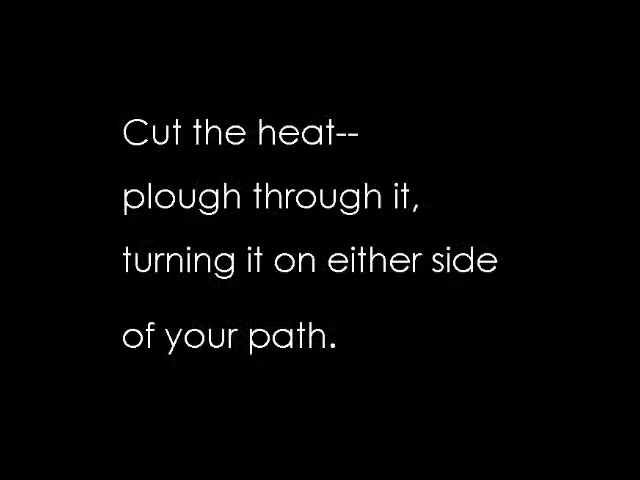 Cut the heat--
plough through it,
turning it on either side
of your path.